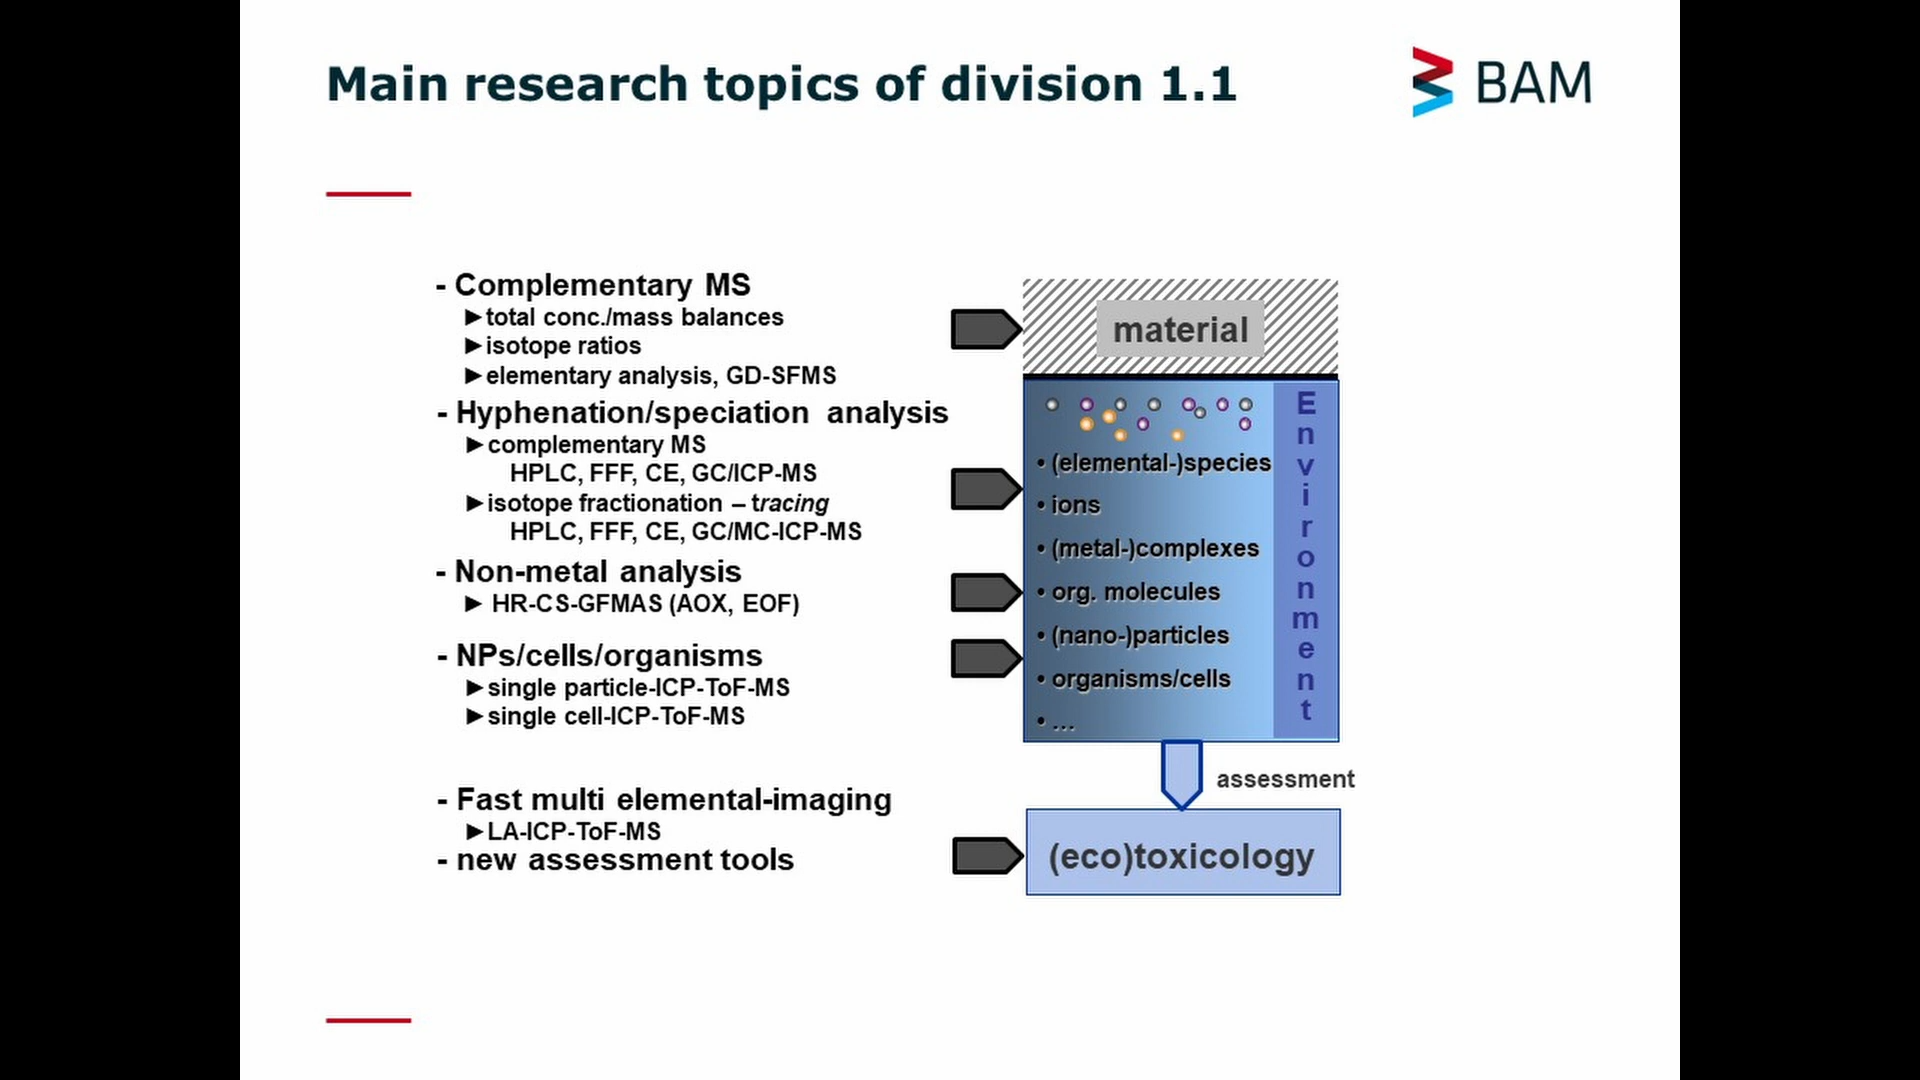 Main research topics of division 1.1
BAM
- Complementary MS
►total conc./mass balances
►isotope ratios
►elementary analysis, GD-SFMS
- Hyphenation/speciation analysis
►complementary MS
HPLC, FFF, CE, GC/ICP-MS
►isotope fractionation – tracing
HPLC, FFF, CE, GC/MC-ICP-MS
- Non-metal analysis
► HR-CS-GFMAS (AOX, EOF)
- NPs/cells/organisms
►single particle-ICP-ToF-MS
►single cell-ICP-ToF-MS
- Fast multi elemental-imaging
►LA-ICP-ToF-MS
- new assessment tools
material
• (elemental-)species
• ions
• (metal-)complexes
• org. molecules
• (nano-)particles
• organisms/cells
• ...
Environment
assessment
(eco)toxicology